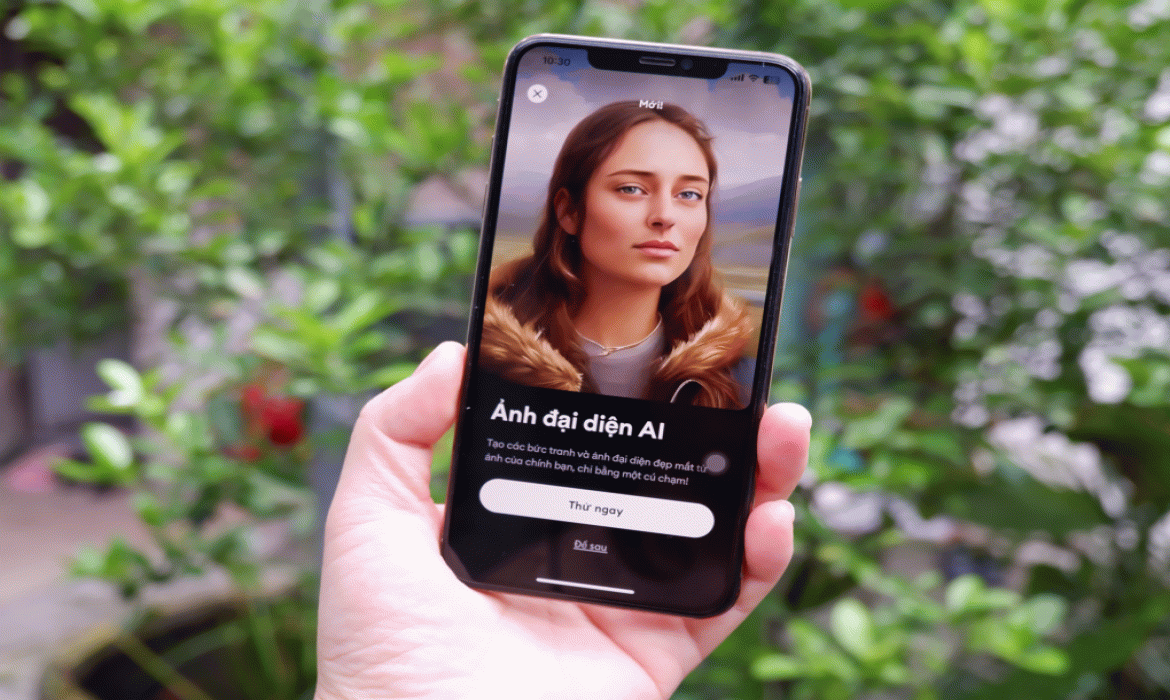 10:30
Mới!
Ảnh đại diện AI
Tạo các bức tranh và ảnh đại diện đẹp mắt từ
ảnh của chính bạn, chỉ bằng một cú chạm!
Thử ngay
Để sau